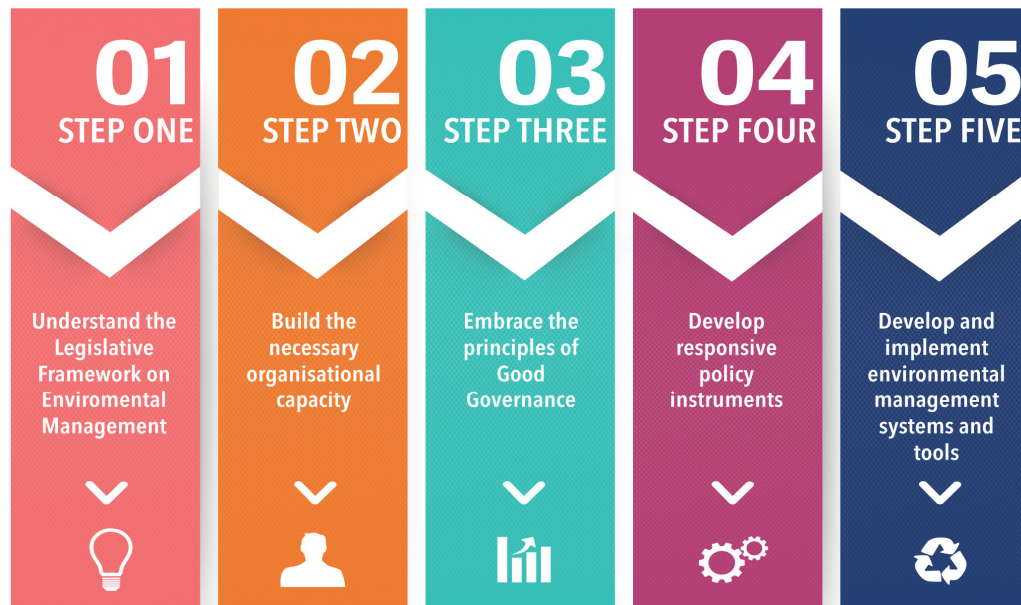 01
STEP ONE
Understand the
Legislative
Framework on
Enviromental
Management
02
STEP TWO
Build the
necessary
organisational
capacity
03
STEP THREE
Embrace the
principles of
Good
Governance
04
STEP FOUR
Develop
responsive
policy
instruments
05
STEP FIVE
Develop and
implement
environmental
management
systems and
tools